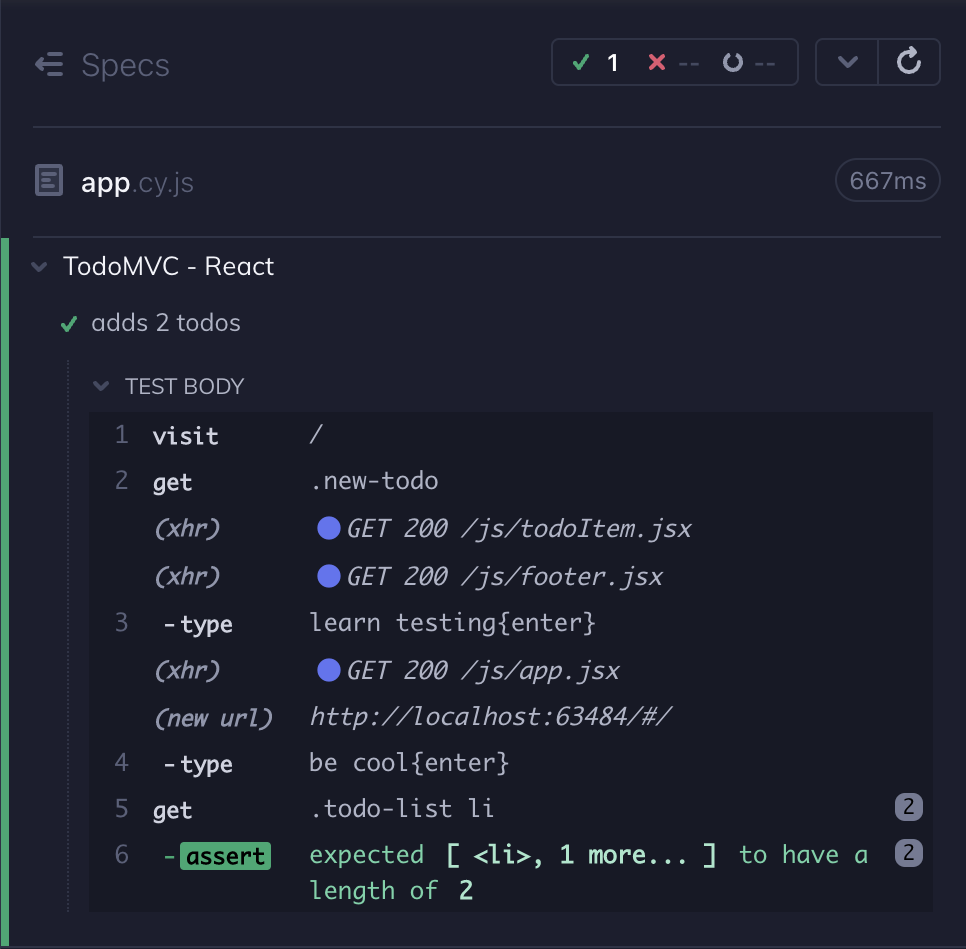 Specs 1 -- --
app.cy.js 667ms
TodoMVC - React
adds 2 todos
TEST BODY
1 visit /
2 get .new-todo
(xhr) GET 200 /js/todoItem.jsx
(xhr) GET 200 /js/footer.jsx
3 -type learn testing{enter}
(xhr) GET 200 /js/app.jsx
(new url) http://localhost:63484/#/
4 -type be cool{enter}
5 get .todo-list li 2
6 -assert expected [ <li>, 1 more... ] to have a 2
length of 2